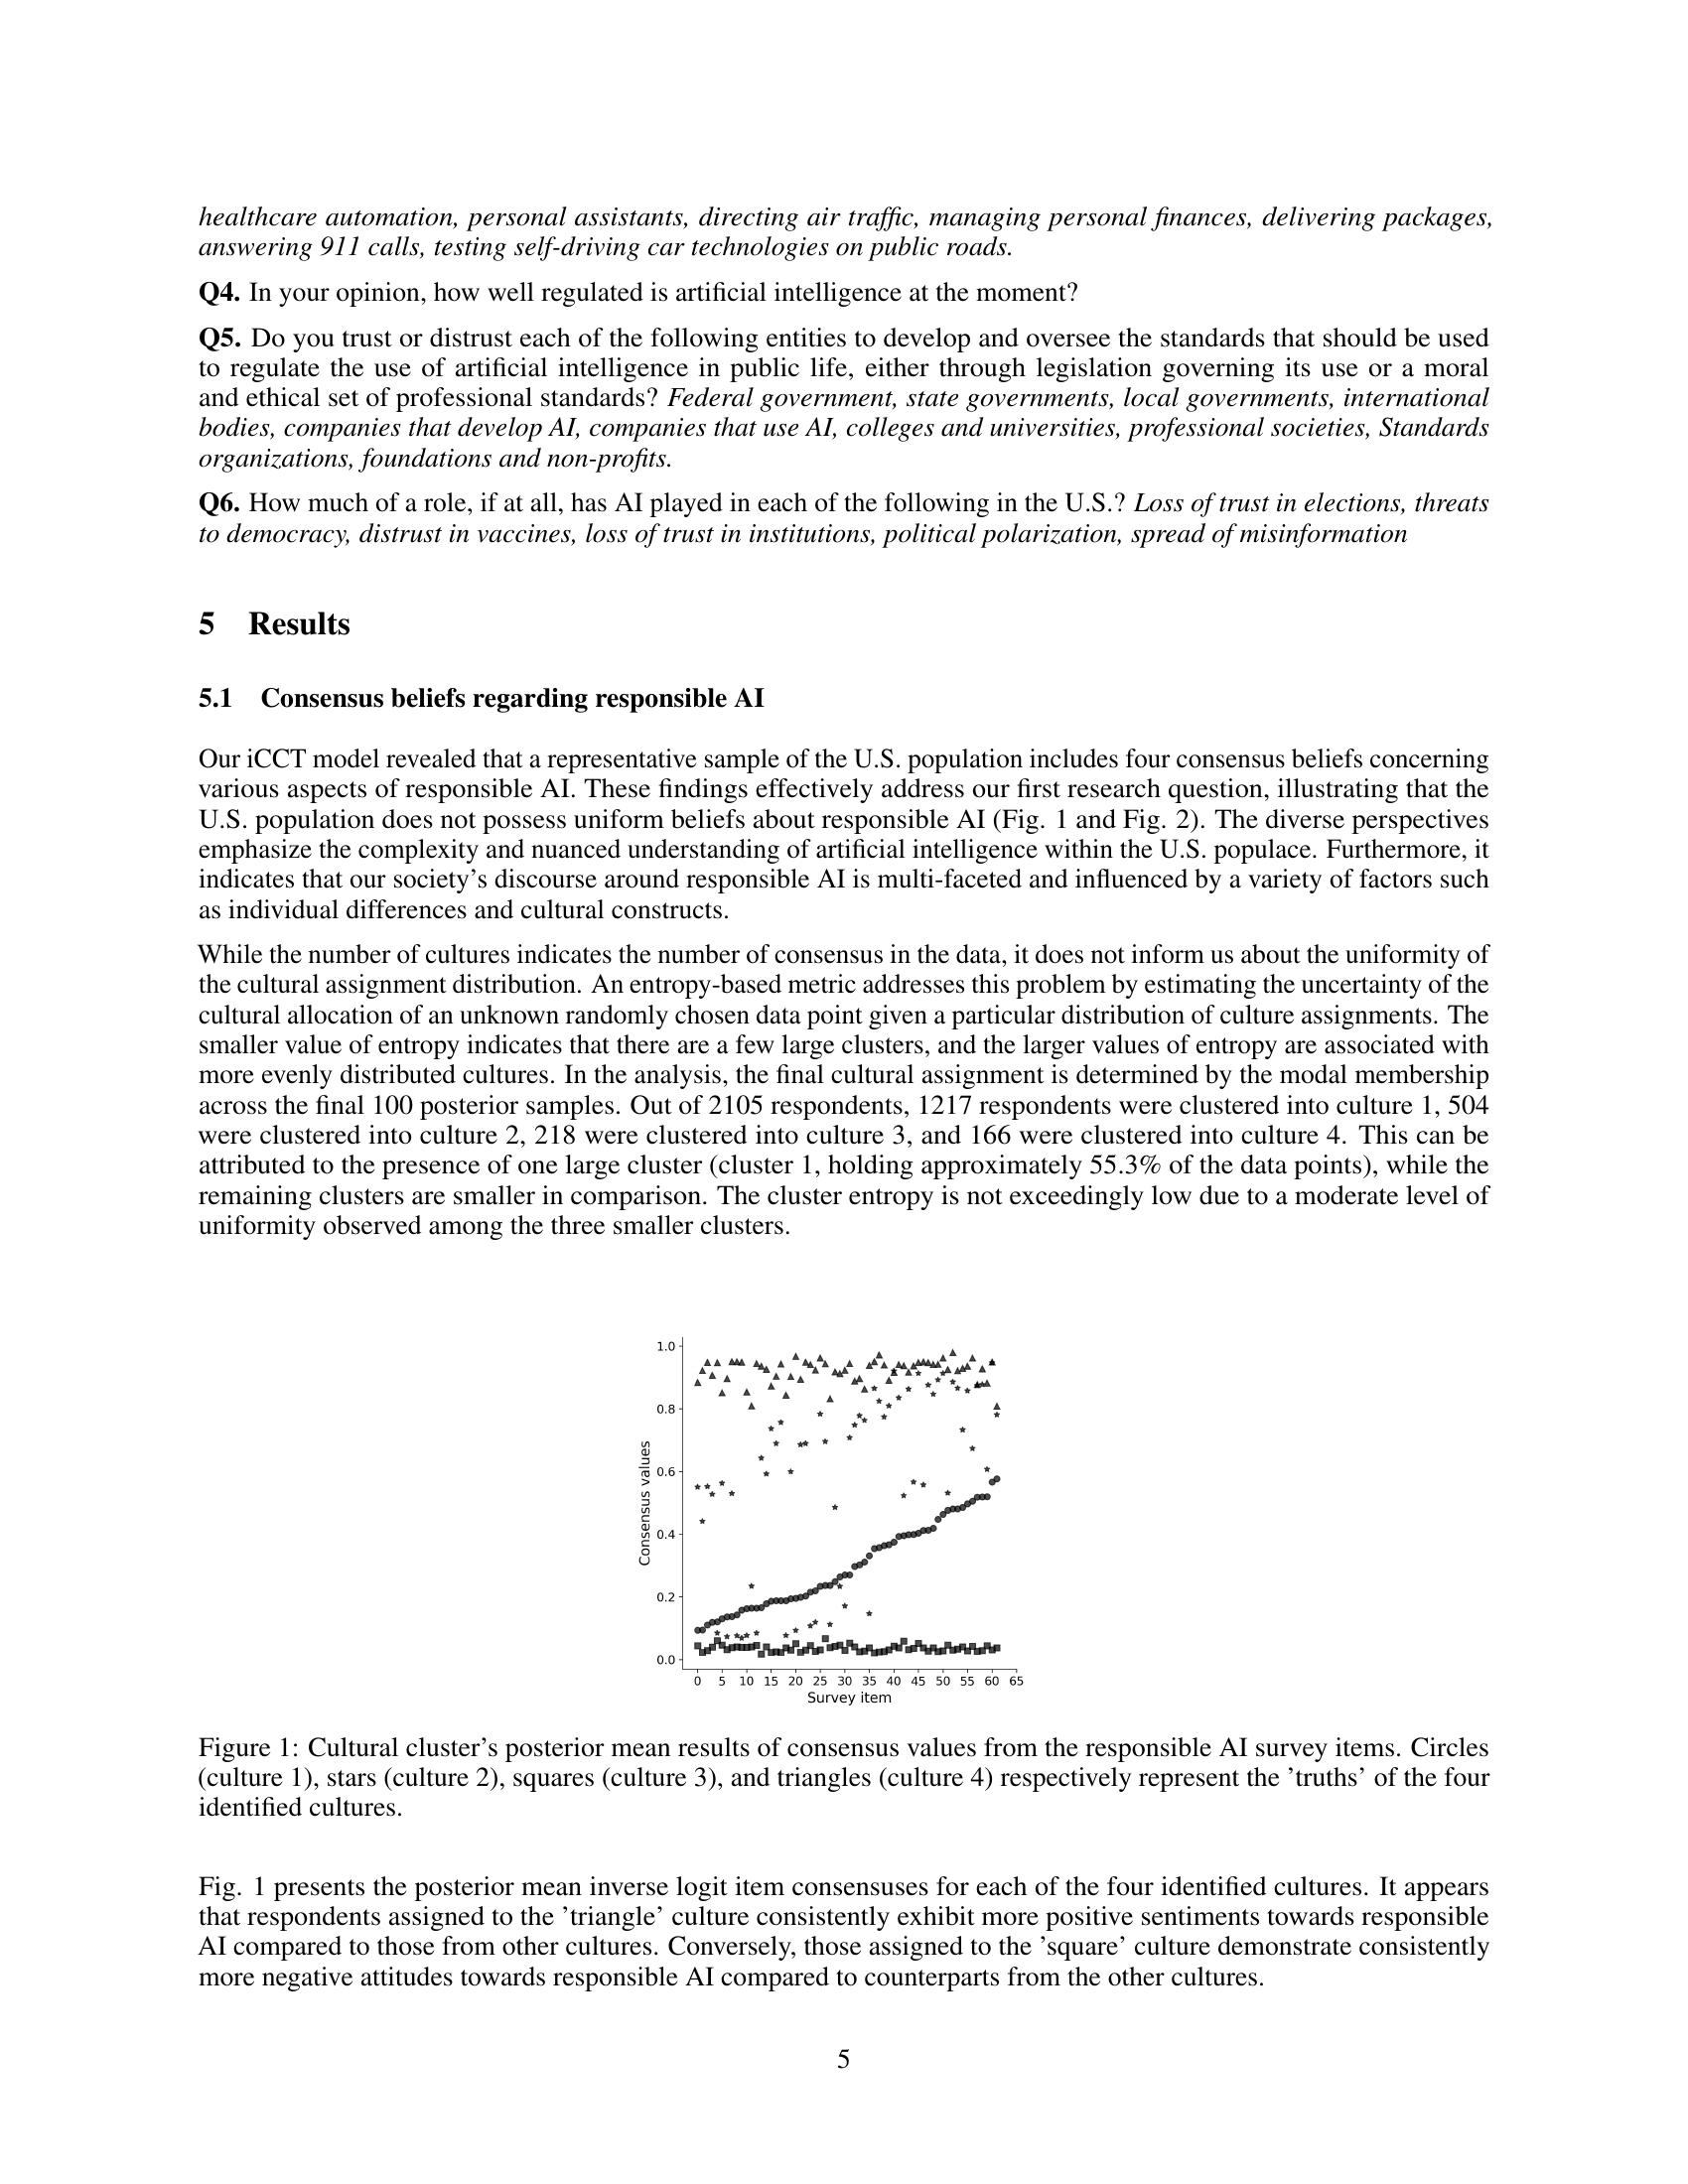 healthcare automation, personal assistants, directing air traffic, managing personal finances, delivering packages,
answering 911 calls, testing self-driving car technologies on public roads.
Q4. In your opinion, how well regulated is artificial intelligence at the moment?
Q5. Do you trust or distrust each of the following entities to develop and oversee the standards that should be used
to regulate the use of artificial intelligence in public life, either through legislation governing its use or a moral
and ethical set of professional standards? Federal government, state governments, local governments, international
bodies, companies that develop AI, companies that use AI, colleges and universities, professional societies, Standards
organizations, foundations and non-profits.
Q6. How much of a role, if at all, has AI played in each of the following in the U.S.? Loss of trust in elections, threats
to democracy, distrust in vaccines, loss of trust in institutions, political polarization, spread of misinformation
5 Results
5.1 Consensus beliefs regarding responsible AI
Our iCCT model revealed that a representative sample of the U.S. population includes four consensus beliefs concerning
various aspects of responsible AI. These findings effectively address our first research question, illustrating that the
U.S. population does not possess uniform beliefs about responsible AI (Fig. 1 and Fig. 2). The diverse perspectives
emphasize the complexity and nuanced understanding of artificial intelligence within the U.S. populace. Furthermore, it
indicates that our society's discourse around responsible AI is multi-faceted and influenced by a variety of factors such
as individual differences and cultural constructs.
While the number of cultures indicates the number of consensus in the data, it does not inform us about the uniformity of
the cultural assignment distribution. An entropy-based metric addresses this problem by estimating the uncertainty of the
cultural allocation of an unknown randomly chosen data point given a particular distribution of culture assignments. The
smaller value of entropy indicates that there are a few large clusters, and the larger values of entropy are associated with
more evenly distributed cultures. In the analysis, the final cultural assignment is determined by the modal membership
across the final 100 posterior samples. Out of 2105 respondents, 1217 respondents were clustered into culture 1, 504
were clustered into culture 2, 218 were clustered into culture 3, and 166 were clustered into culture 4. This can be
attributed to the presence of one large cluster (cluster 1, holding approximately 55.3% of the data points), while the
remaining clusters are smaller in comparison. The cluster entropy is not exceedingly low due to a moderate level of
uniformity observed among the three smaller clusters.
Consensus values
1.0
0.8
0.6
0.4
0.2
0.0
0 5 10 15 20 25 30 35 40 45 50 55 60 65
Survey item
Figure 1: Cultural cluster's posterior mean results of consensus values from the responsible AI survey items. Circles
(culture 1), stars (culture 2), squares (culture 3), and triangles (culture 4) respectively represent the 'truths' of the four
identified cultures.
Fig. 1 presents the posterior mean inverse logit item consensuses for each of the four identified cultures. It appears
that respondents assigned to the 'triangle' culture consistently exhibit more positive sentiments towards responsible
AI compared to those from other cultures. Conversely, those assigned to the 'square' culture demonstrate consistently
more negative attitudes towards responsible AI compared to counterparts from the other cultures.
5